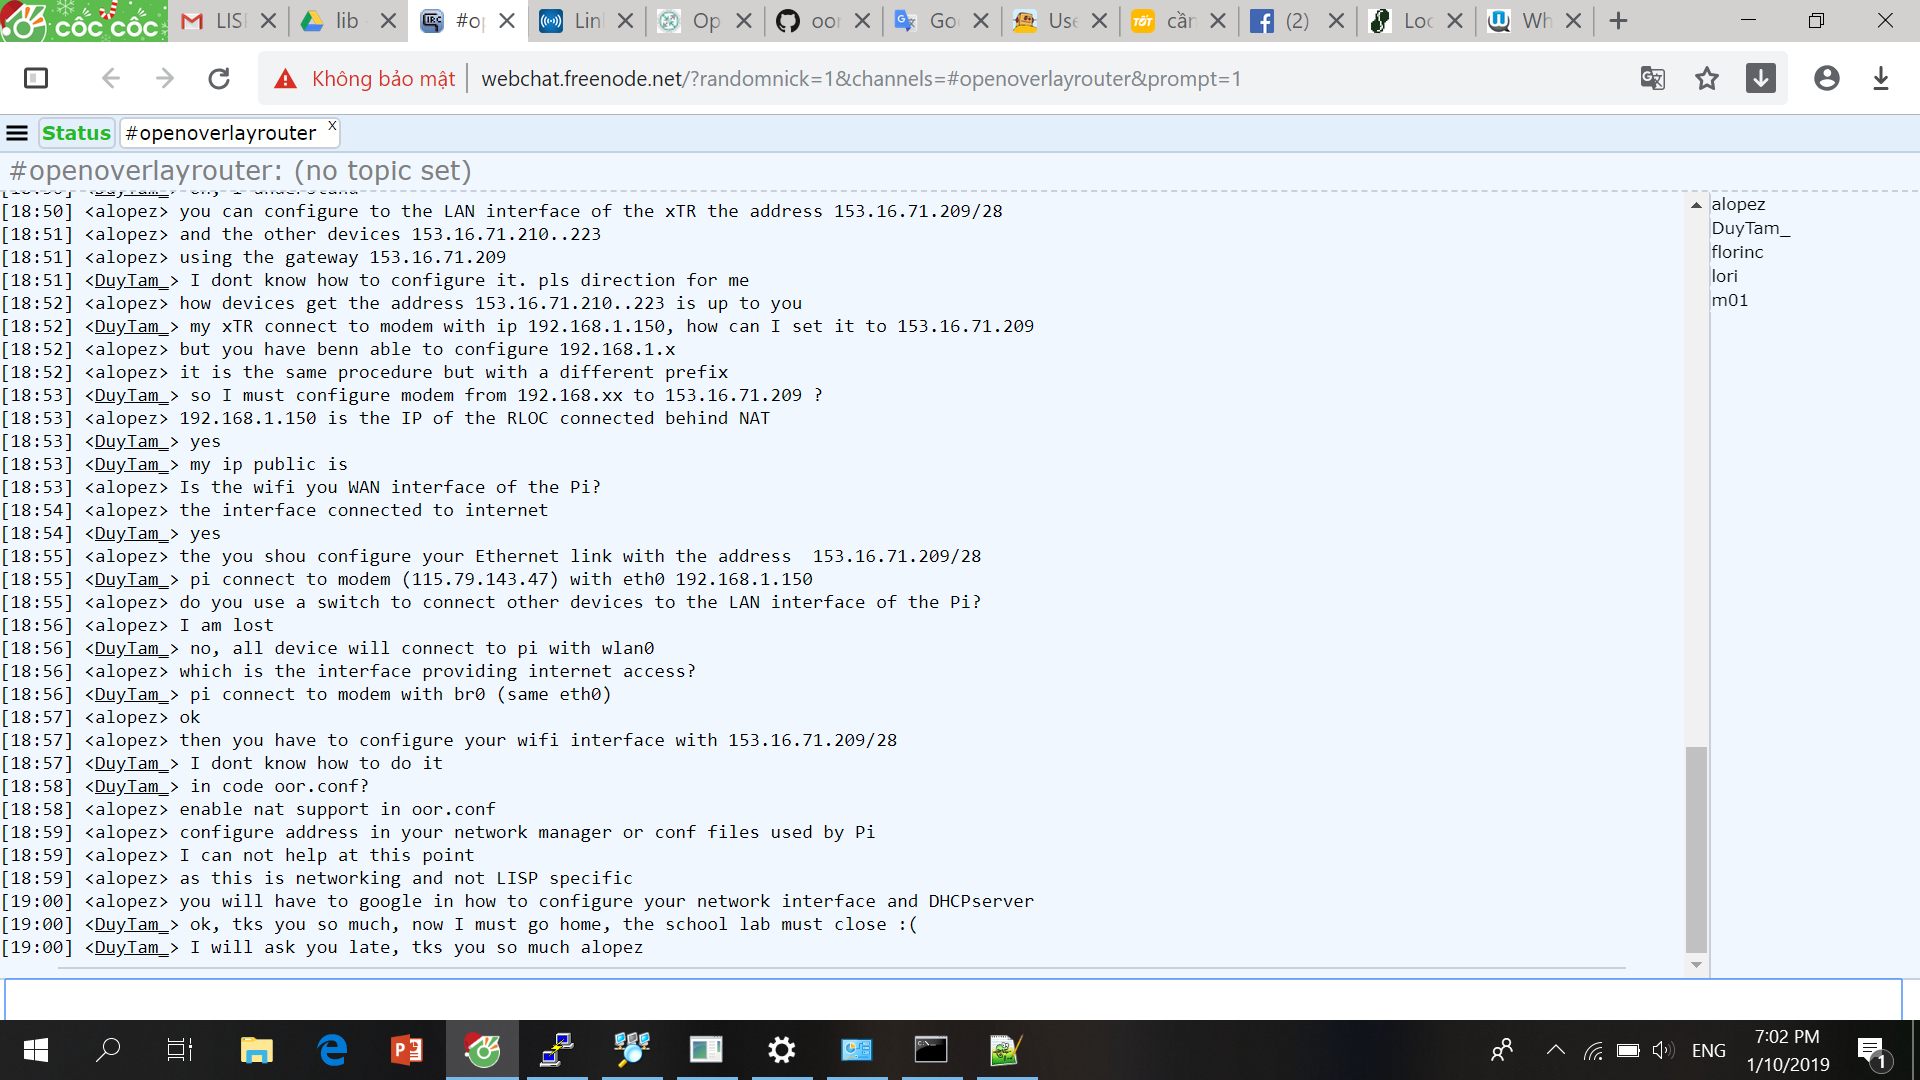 cốc cốc
LIS
lib
IRC
#o
Lin
Op
oor
Go
Use
TỐT
cần
(2)
Loc
Wh
Không bảo mật
webchat.freenode.net/?randomnick=1&channels=#openoverlayrouter&prompt=1
Status
#openoverlayrouter x
#openoverlayrouter: (no topic set)
[18:50] <DuyTam_> oh, i understand
[18:50] <alopez> you can configure to the LAN interface of the xTR the address 153.16.71.209/28
[18:51] <alopez> and the other devices 153.16.71.210..223
[18:51] <alopez> using the gateway 153.16.71.209
[18:51] <DuyTam_> I dont know how to configure it. pls direction for me
[18:52] <alopez> how devices get the address 153.16.71.210..223 is up to you
[18:52] <DuyTam_> my xTR connect to modem with ip 192.168.1.150, how can I set it to 153.16.71.209
[18:52] <alopez> but you have benn able to configure 192.168.1.x
[18:52] <alopez> it is the same procedure but with a different prefix
[18:53] <DuyTam_> so I must configure modem from 192.168.xx to 153.16.71.209 ?
[18:53] <alopez> 192.168.1.150 is the IP of the RLOC connected behind NAT
[18:53] <DuyTam_> yes
[18:53] <DuyTam_> my ip public is
[18:53] <alopez> Is the wifi you WAN interface of the Pi?
[18:54] <alopez> the interface connected to internet
[18:54] <DuyTam_> yes
[18:55] <alopez> the you shou configure your Ethernet link with the address  153.16.71.209/28
[18:55] <DuyTam_> pi connect to modem (115.79.143.47) with eth0 192.168.1.150
[18:55] <alopez> do you use a switch to connect other devices to the LAN interface of the Pi?
[18:56] <alopez> I am lost
[18:56] <DuyTam_> no, all device will connect to pi with wlan0
[18:56] <alopez> which is the interface providing internet access?
[18:56] <DuyTam_> pi connect to modem with br0 (same eth0)
[18:57] <alopez> ok
[18:57] <alopez> then you have to configure your wifi interface with 153.16.71.209/28
[18:57] <DuyTam_> I dont know how to do it
[18:58] <DuyTam_> in code oor.conf?
[18:58] <alopez> enable nat support in oor.conf
[18:59] <alopez> configure address in your network manager or conf files used by Pi
[18:59] <alopez> I can not help at this point
[18:59] <alopez> as this is networking and not LISP specific
[19:00] <alopez> you will have to google in how to configure your network interface and DHCPserver
[19:00] <DuyTam_> ok, tks you so much, now I must go home, the school lab must close :(
[19:00] <DuyTam_> I will ask you late, tks you so much alopez
alopez
DuyTam_
florinc
lori
m01
ENG
7:02 PM
1/10/2019
1